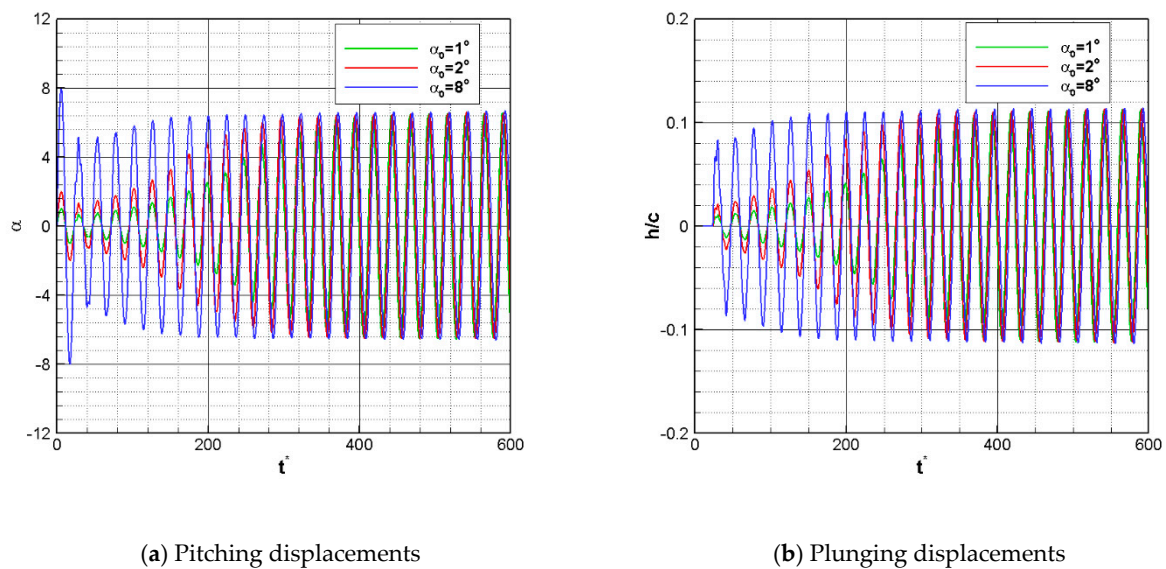 12
8
4
0
-4
-8
-12
α
0
200
400
600
t*
α₀=1°
α₀=2°
α₀=8°
0.2
0.1
0
-0.1
-0.2
h/c
0
200
400
600
t*
α₀=1°
α₀=2°
α₀=8°
(a) Pitching displacements
(b) Plunging displacements